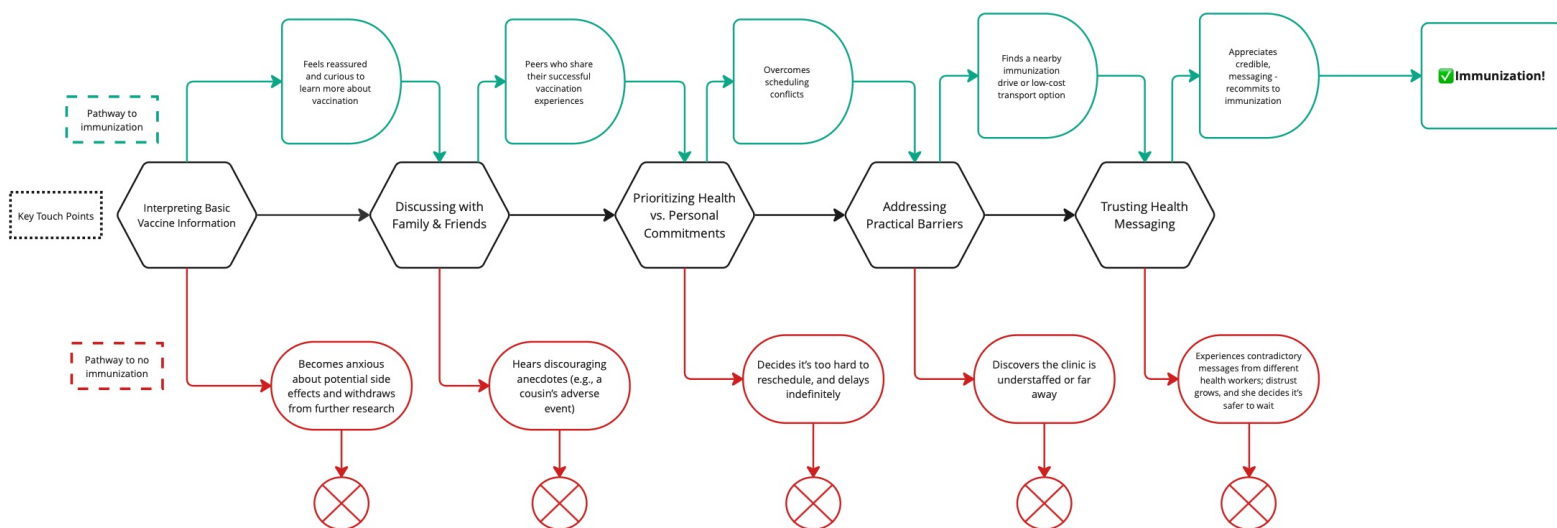 Feels reassured
and curious to
learn more about
vaccination
Peers who share
their successful
vaccination
experiences
Overcomes
scheduling
conflicts
Finds a nearby
immunization
drive or low-cost
transport option
Appreciates
credible,
messaging -
recommits to
immunization
✅Immunization!
Pathway to
immunization
Key Touch Points
Interpreting Basic
Vaccine Information
Discussing with
Family & Friends
Prioritizing Health
vs. Personal
Commitments
Addressing
Practical Barriers
Trusting Health
Messaging
Pathway to no
immunization
Becomes anxious
about potential side
effects and withdraws
from further research
Hears discouraging
anecdotes (e.g., a
cousin’s adverse
event)
Decides it’s too hard to
reschedule, and delays
indefinitely
Discovers the clinic is
understaffed or far
away
Experiences contradictory
messages from different
health workers; distrust
grows, and she decides it’s
safer to wait